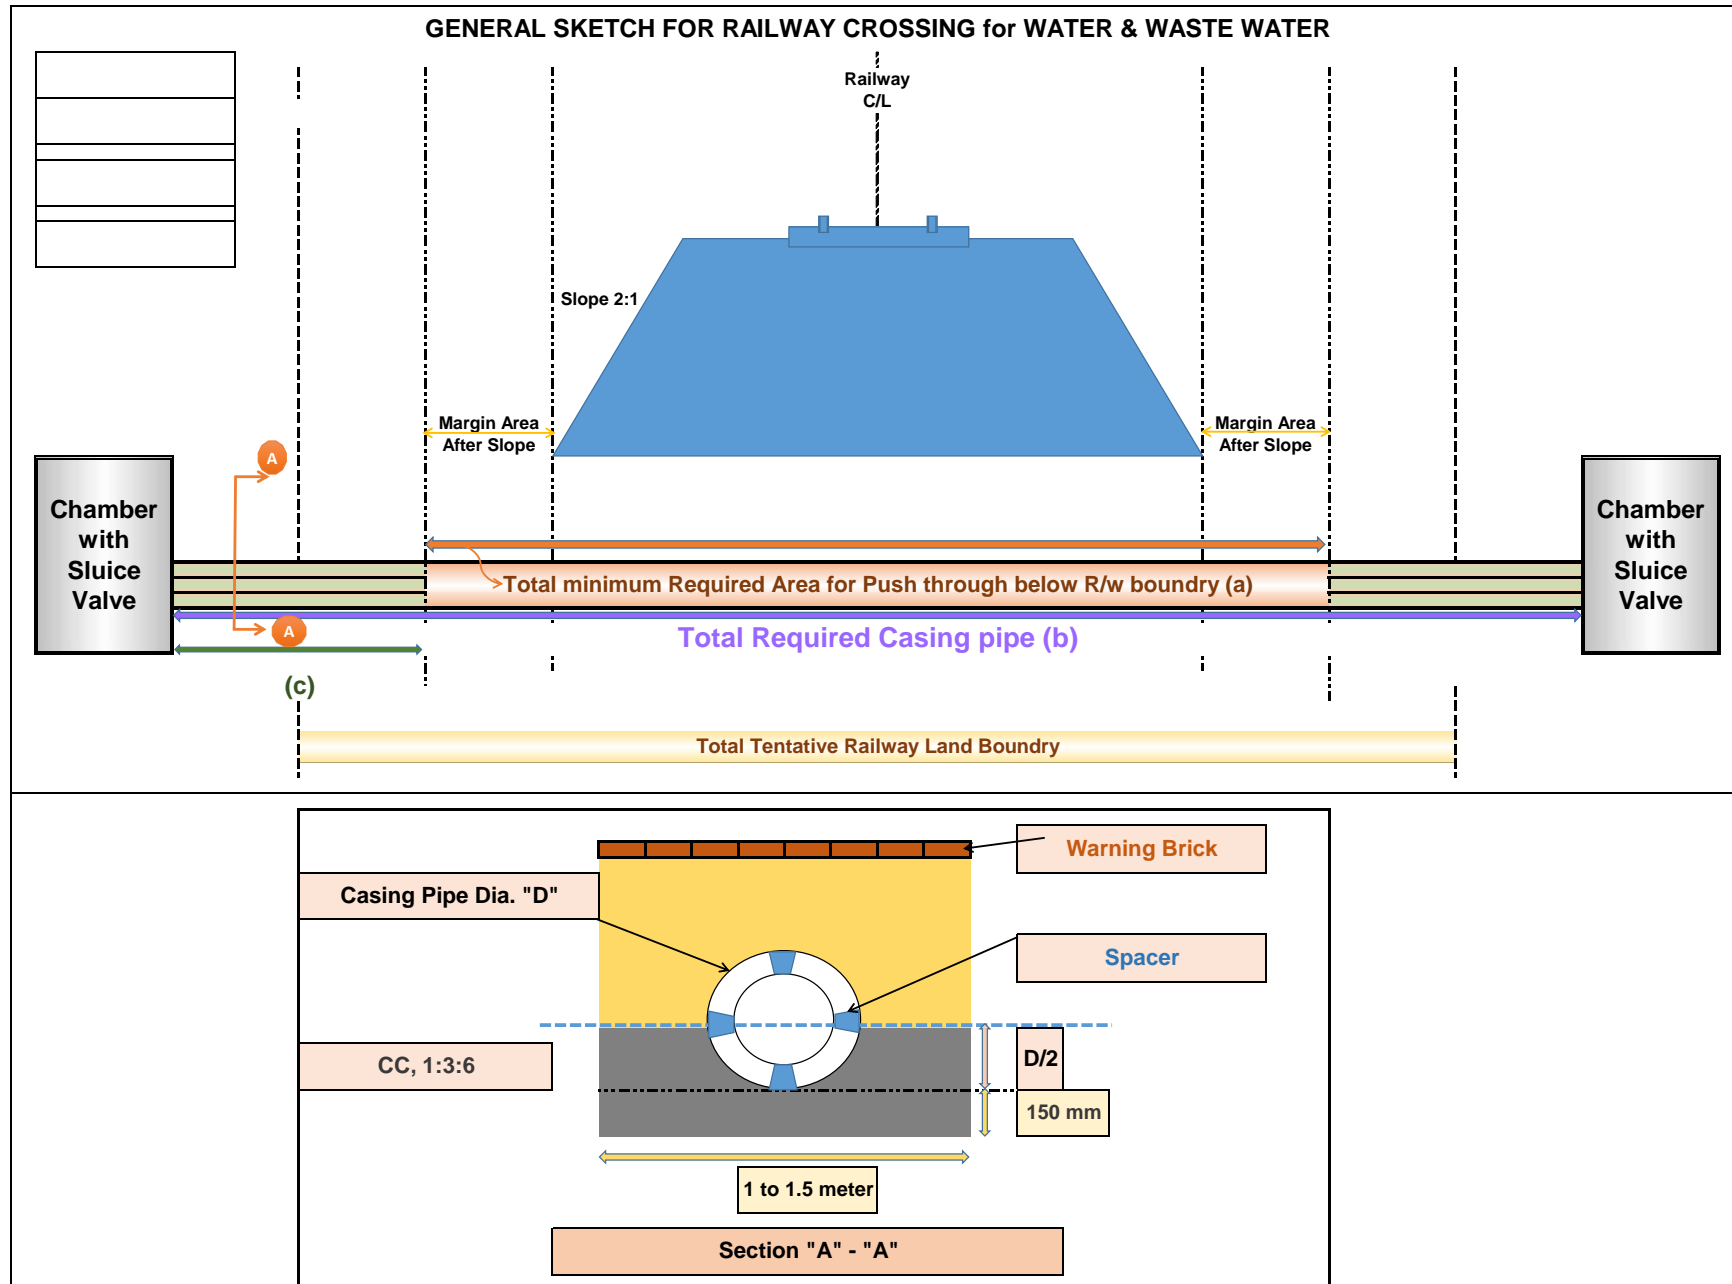 GENERAL SKETCH FOR RAILWAY CROSSING for WATER & WASTE WATER
Railway
C/L
Slope 2:1
Margin Area
After Slope
Margin Area
After Slope
A
Chamber
with
Sluice
Valve
Chamber
with
Sluice
Valve
Total minimum Required Area for Push through below R/w boundry (a)
A
Total Required Casing pipe (b)
(c)
Total Tentative Railway Land Boundry
Warning Brick
Casing Pipe Dia. "D"
Spacer
CC, 1:3:6
D/2
150 mm
1 to 1.5 meter
Section "A" - "A"